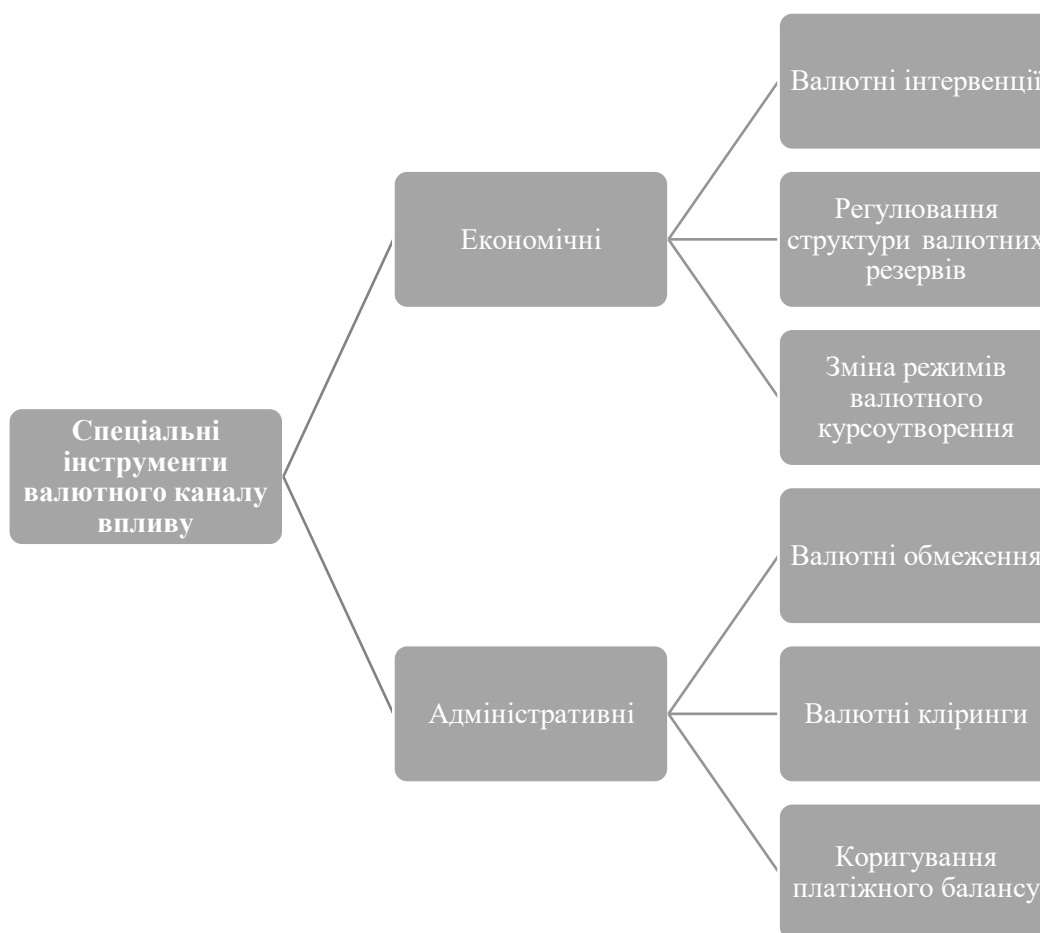 Спеціальні
інструменти
валютного каналу
впливу
Економічні
Валютні інтервенції
Регулювання
структури валютних
резервів
Зміна режимів
валютного
курсоутворення
Адміністративні
Валютні обмеження
Валютні кліринги
Коригування
платіжного балансу